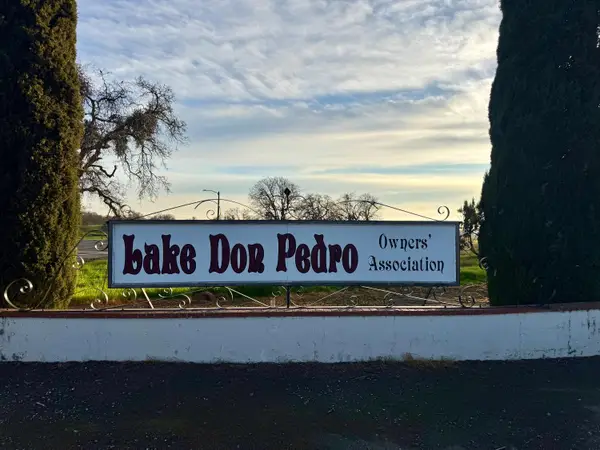 Lake Don Pedro
Owners'
Association